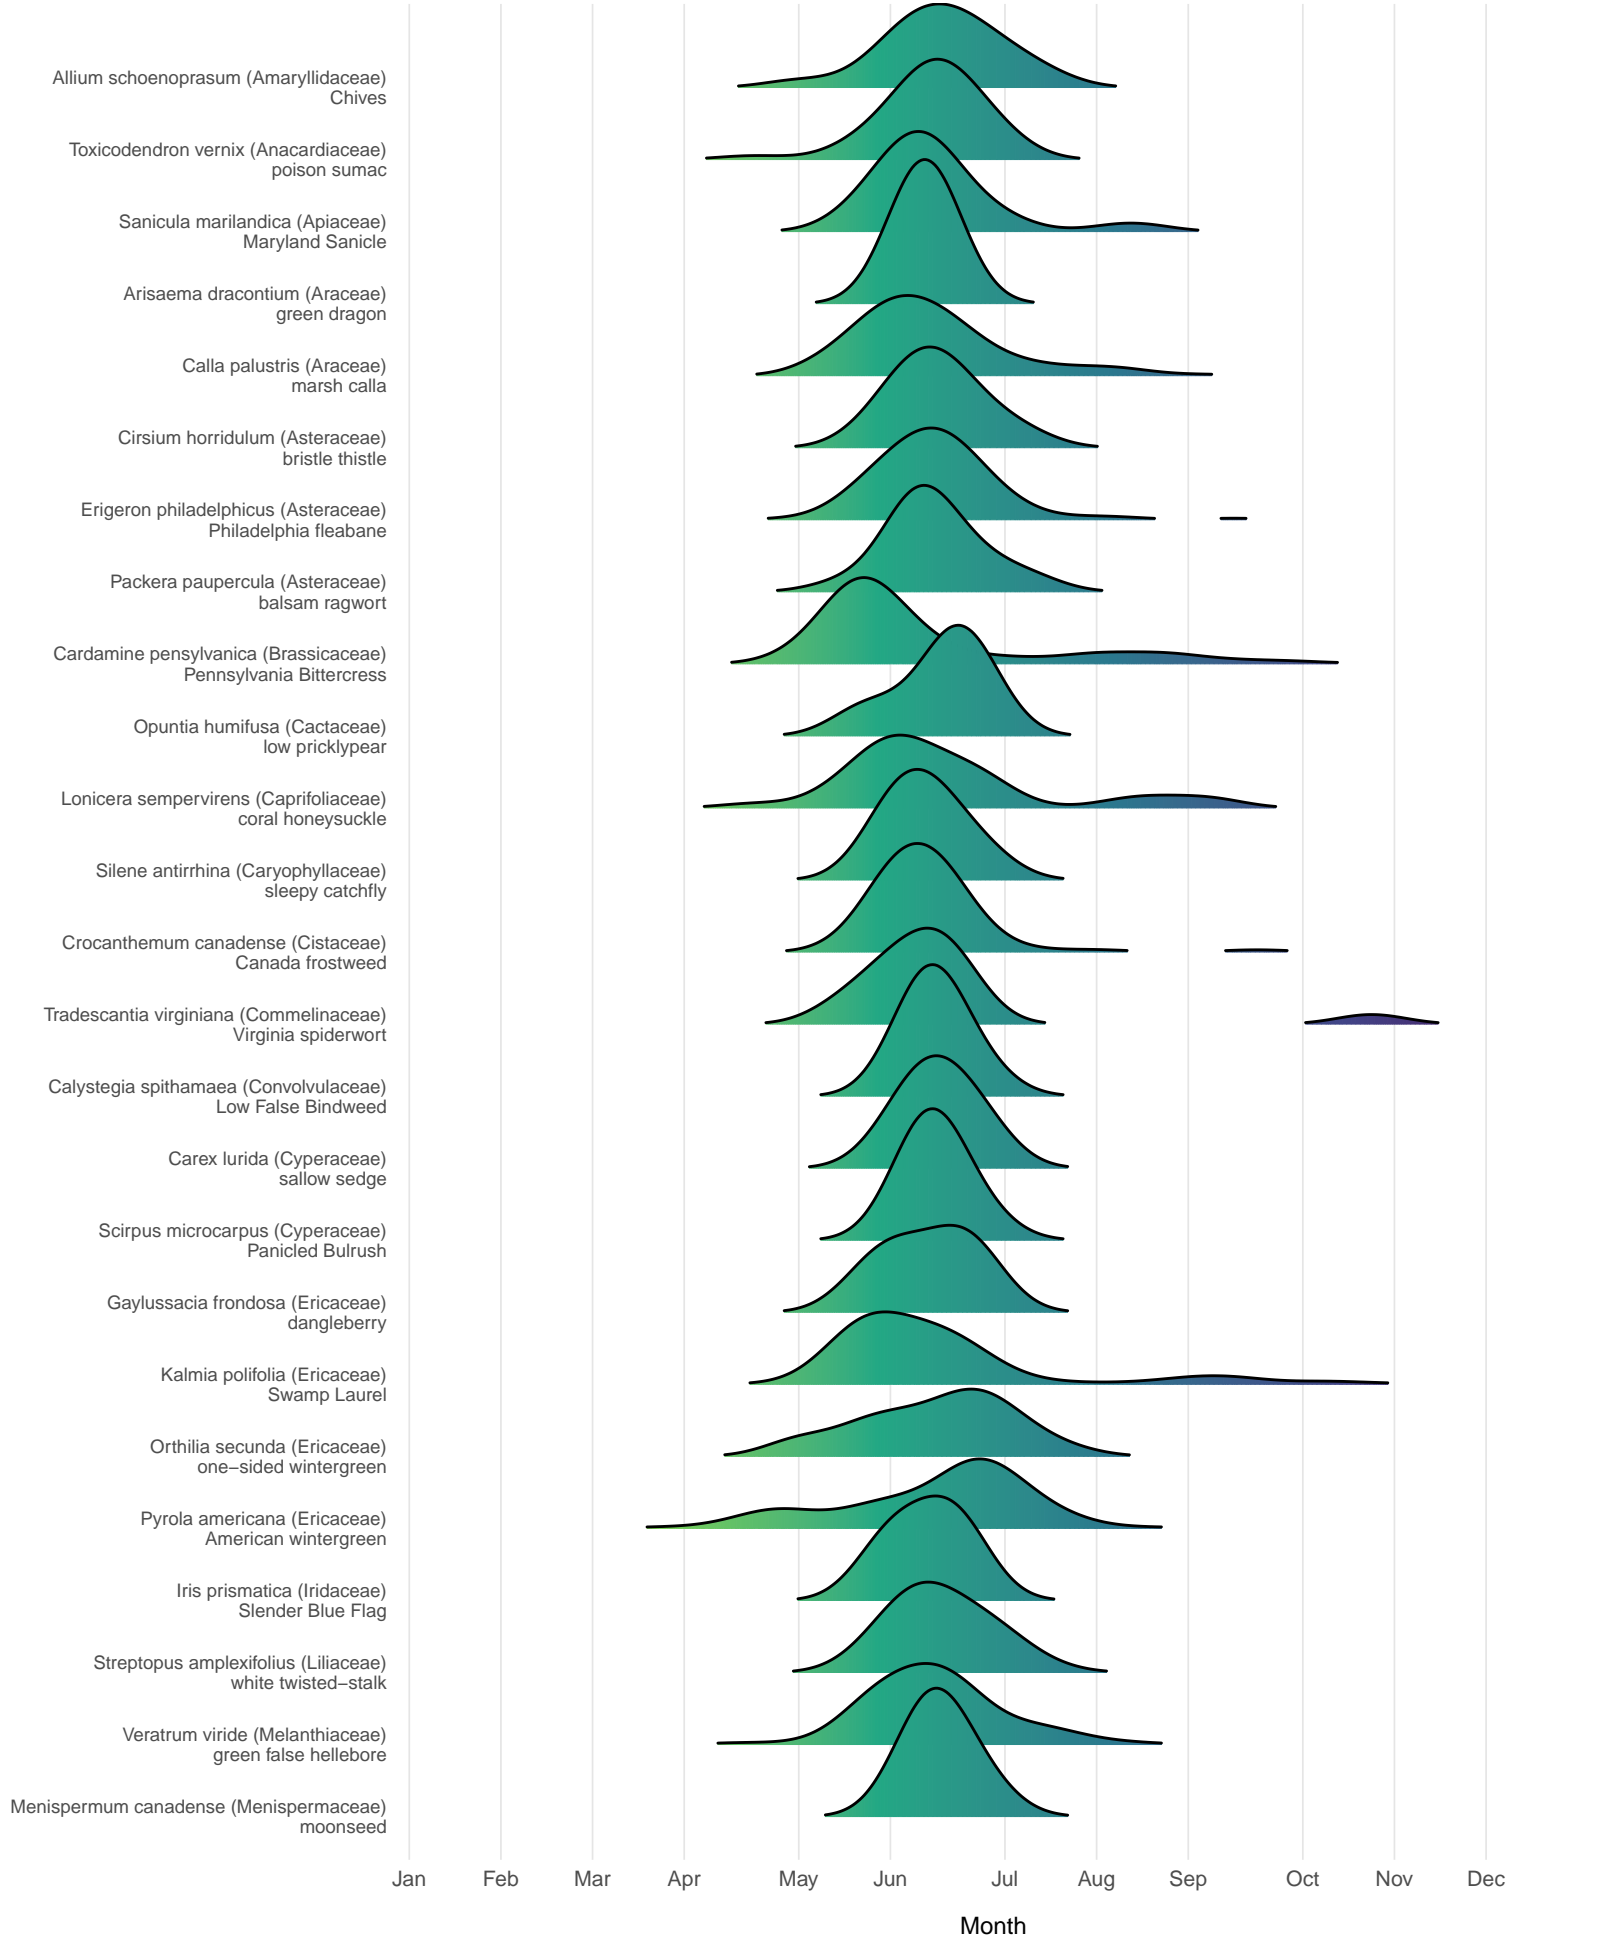 Allium schoenoprasum (Amaryllidaceae)
Chives
Toxicodendron vernix (Anacardiaceae)
poison sumac
Sanicula marilandica (Apiaceae)
Maryland Sanicle
Arisaema dracontium (Araceae)
green dragon
Calla palustris (Araceae)
marsh calla
Cirsium horridulum (Asteraceae)
bristle thistle
Erigeron philadelphicus (Asteraceae)
Philadelphia fleabane
Packera paupercula (Asteraceae)
balsam ragwort
Cardamine pensylvanica (Brassicaceae)
Pennsylvania Bittercress
Opuntia humifusa (Cactaceae)
low pricklypear
Lonicera sempervirens (Caprifoliaceae)
coral honeysuckle
Silene antirrhina (Caryophyllaceae)
sleepy catchfly
Crocanthemum canadense (Cistaceae)
Canada frostweed
Tradescantia virginiana (Commelinaceae)
Virginia spiderwort
Calystegia spithamaea (Convolvulaceae)
Low False Bindweed
Carex lurida (Cyperaceae)
sallow sedge
Scirpus microcarpus (Cyperaceae)
Panicled Bulrush
Gaylussacia frondosa (Ericaceae)
dangleberry
Kalmia polifolia (Ericaceae)
Swamp Laurel
Orthilia secunda (Ericaceae)
one−sided wintergreen
Pyrola americana (Ericaceae)
American wintergreen
Iris prismatica (Iridaceae)
Slender Blue Flag
Streptopus amplexifolius (Liliaceae)
white twisted−stalk
Veratrum viride (Melanthiaceae)
green false hellebore
Menispermum canadense (Menispermaceae)
moonseed
Jan Feb Mar Apr May Jun Jul Aug Sep Oct Nov Dec
Month